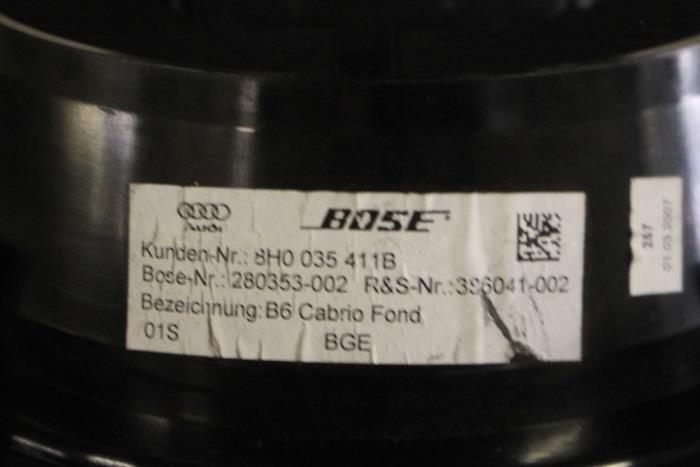 Audi BOSE
Kunden-Nr.: 8H0 035 411B
Bose-Nr.: 280353-002 R&S-Nr.: 396041-002
Bezeichnung: B6 Cabrio Fond
01S BGE
257
01.03.2007